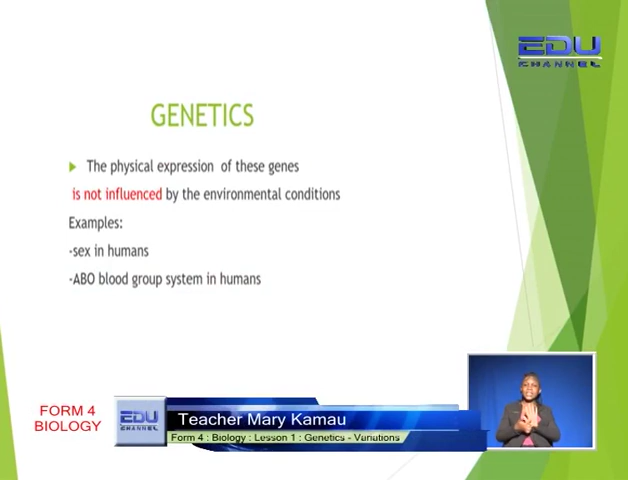 EDU
CHANNEL
GENETICS
The physical expression of these genes
is not influenced by the environmental conditions
Examples:
-sex in humans
-ABO blood group system in humans
FORM 4
BIOLOGY
EDU
CHANNEL
Teacher Mary Kamau
Form 4 : Biology : Lesson 1 : Genetics - Variations